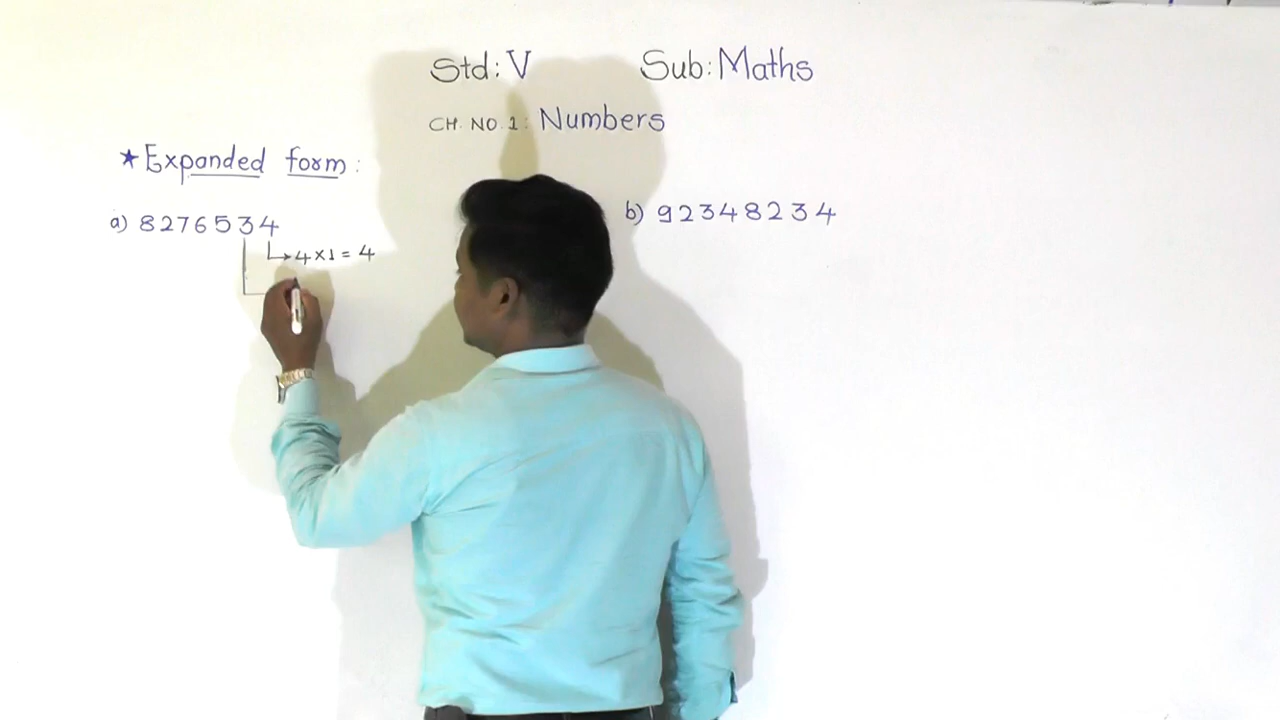 Std: V Sub: Maths
CH. NO. 1: Numbers
★ Expanded form:
a) 8276534
4 × 1 = 4
b) 92348234